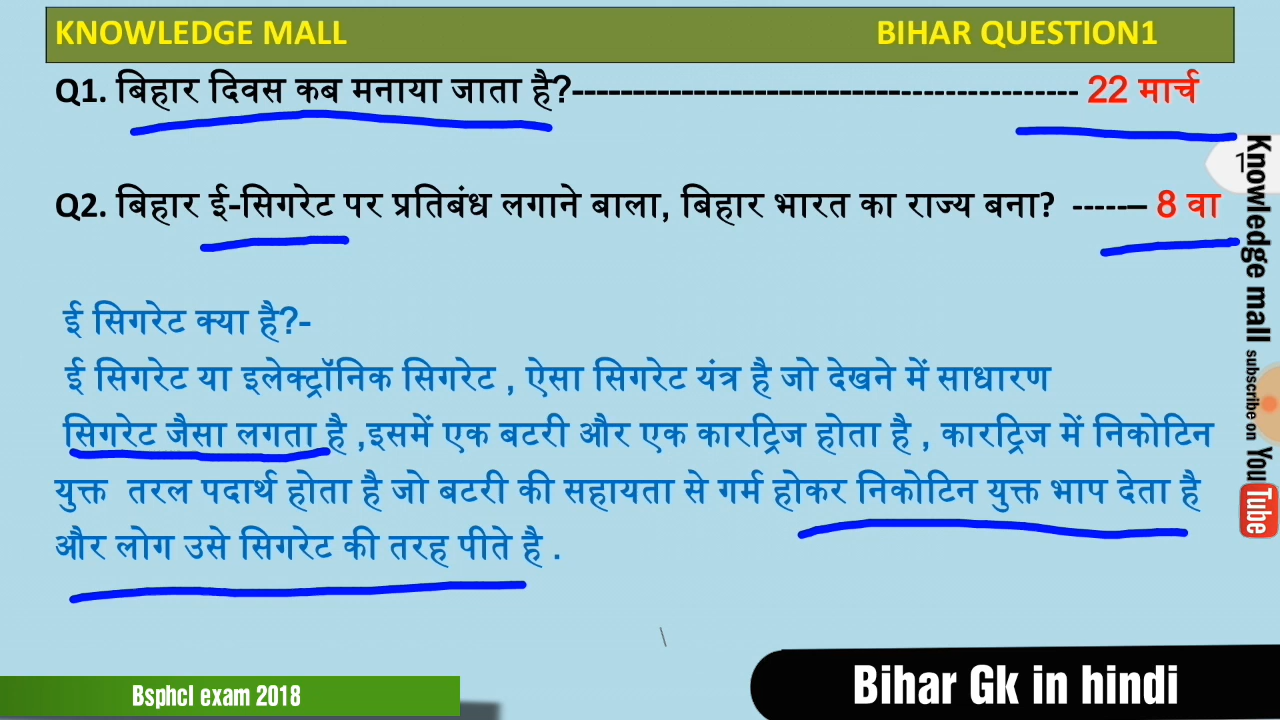 KNOWLEDGE MALL BIHAR QUESTION1
Q1. बिहार दिवस कब मनाया जाता है?------------------------------------------ 22 मार्च
Q2. बिहार ई-सिगरेट पर प्रतिबंध लगाने बाला, बिहार भारत का राज्य बना? ------ 8 वा
ई सिगरेट क्या है?-
ई सिगरेट या इलेक्ट्रॉनिक सिगरेट , ऐसा सिगरेट यंत्र है जो देखने में साधारण
सिगरेट जैसा लगता है ,इसमें एक बटरी और एक कारट्रिज होता है , कारट्रिज में निकोटिन
युक्त तरल पदार्थ होता है जो बटरी की सहायता से गर्म होकर निकोटिन युक्त भाप देता है
और लोग उसे सिगरेट की तरह पीते है .
1
Knowledge mall subscribe on YouTube
Bsphcl exam 2018
Bihar Gk in hindi